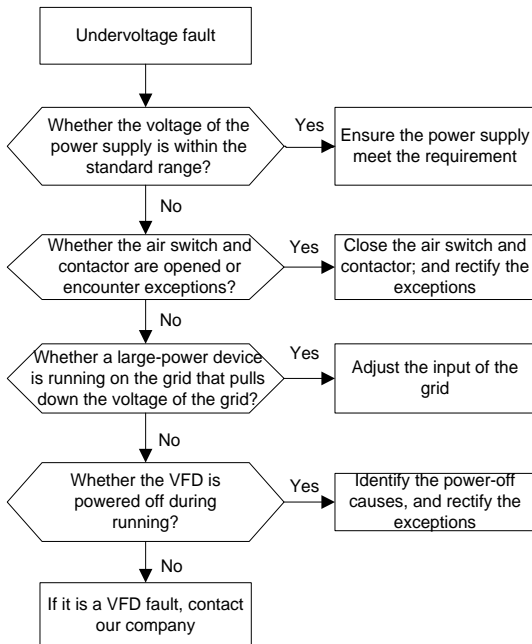 Undervoltage fault
Whether the voltage of the
power supply is within the
standard range?
Yes
Ensure the power supply
meet the requirement
No
Whether the air switch and
contactor are opened or
encounter exceptions?
Yes
Close the air switch and
contactor; and rectify the
exceptions
No
Whether a large-power device
is running on the grid that pulls
down the voltage of the grid?
Yes
Adjust the input of the
grid
No
Whether the VFD is
powered off during
running?
Yes
Identify the power-off
causes, and rectify the
exceptions
No
If it is a VFD fault, contact
our company